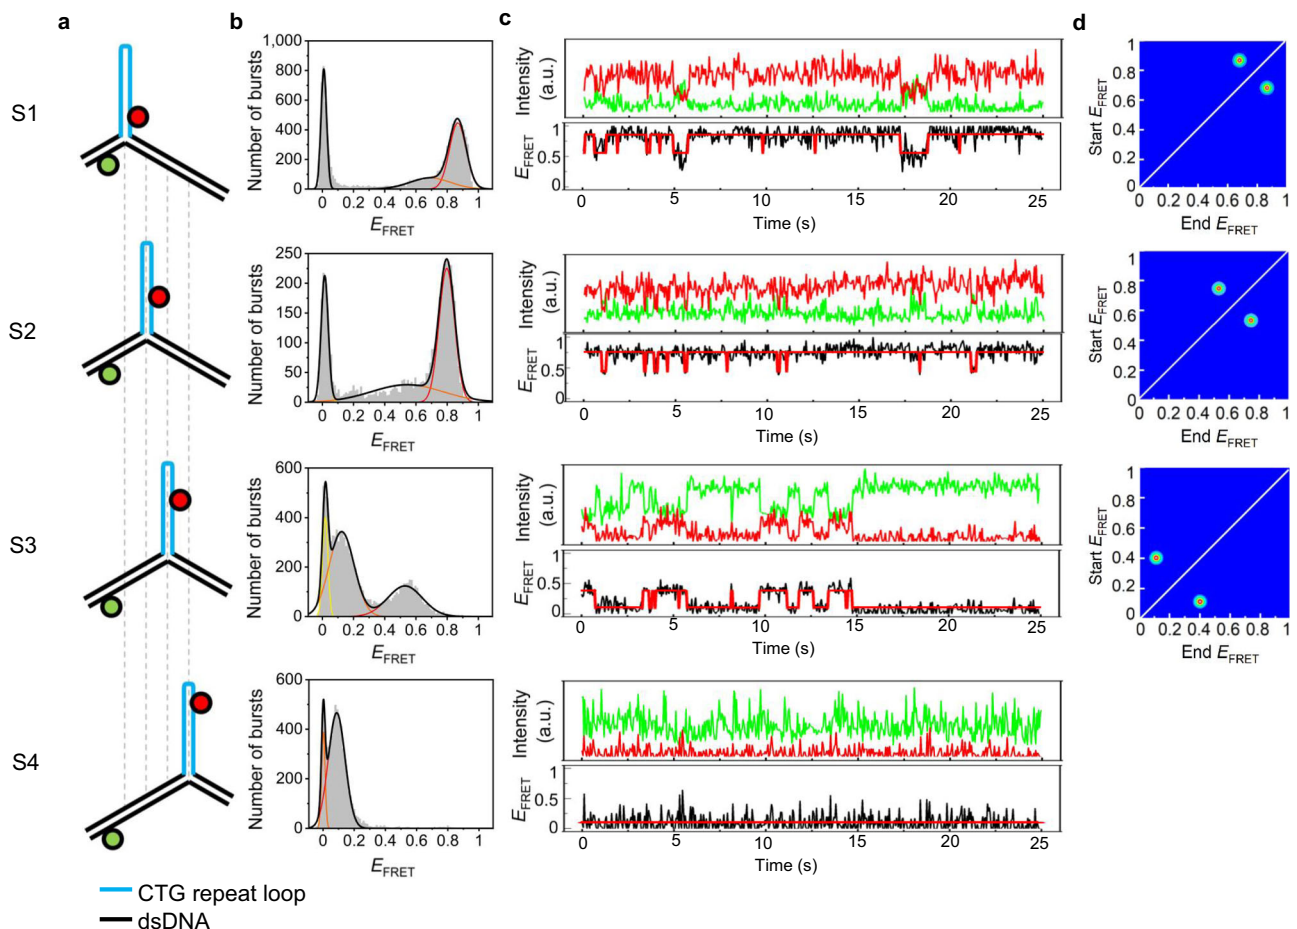 a
b
c
d
S1
Number of bursts
1,000
800
600
400
200
0
0 0.2 0.4 0.6 0.8 1
EFRET
Intensity
(a.u.)
EFRET
1
0.5
0
0 5 10 15 20 25
Time (s)
Start EFRET
1
0.8
0.6
0.4
0.2
0
0 0.2 0.4 0.6 0.8 1
End EFRET
S2
Number of bursts
250
200
150
100
50
0
0 0.2 0.4 0.6 0.8 1
EFRET
Intensity
(a.u.)
EFRET
1
0.5
0
0 5 10 15 20 25
Time (s)
Start EFRET
1
0.8
0.6
0.4
0.2
0
0 0.2 0.4 0.6 0.8 1
End EFRET
S3
Number of bursts
600
400
200
0
0 0.2 0.4 0.6 0.8 1
EFRET
Intensity
(a.u.)
EFRET
1
0.5
0
0 5 10 15 20 25
Time (s)
Start EFRET
1
0.8
0.6
0.4
0.2
0
0 0.2 0.4 0.6 0.8 1
End EFRET
S4
Number of bursts
600
400
200
0
0 0.2 0.4 0.6 0.8 1
EFRET
Intensity
(a.u.)
EFRET
1
0.5
0
0 5 10 15 20 25
Time (s)
CTG repeat loop
dsDNA